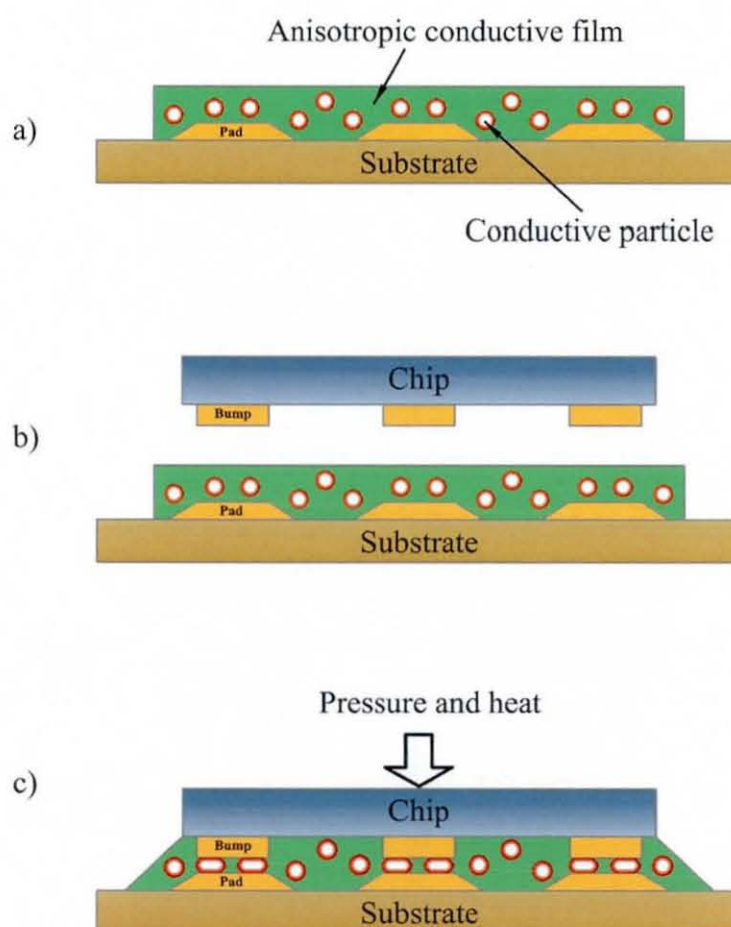 Anisotropic conductive film
a)
Pad
Substrate
Conductive particle
Chip
Bump
b)
Pad
Substrate
Pressure and heat
c)
Chip
Bump
Pad
Substrate